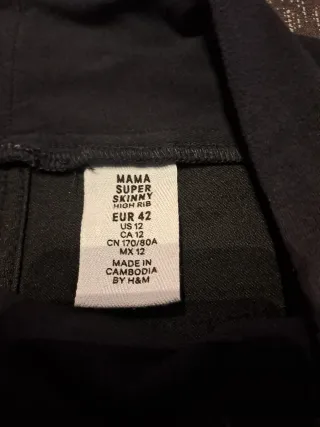 MAMA
SUPER
SKINNY
HIGH RIB
EUR 42
US 12
CA 12
CN 170/80A
MX 12
MADE IN
CAMBODIA
BY H&M